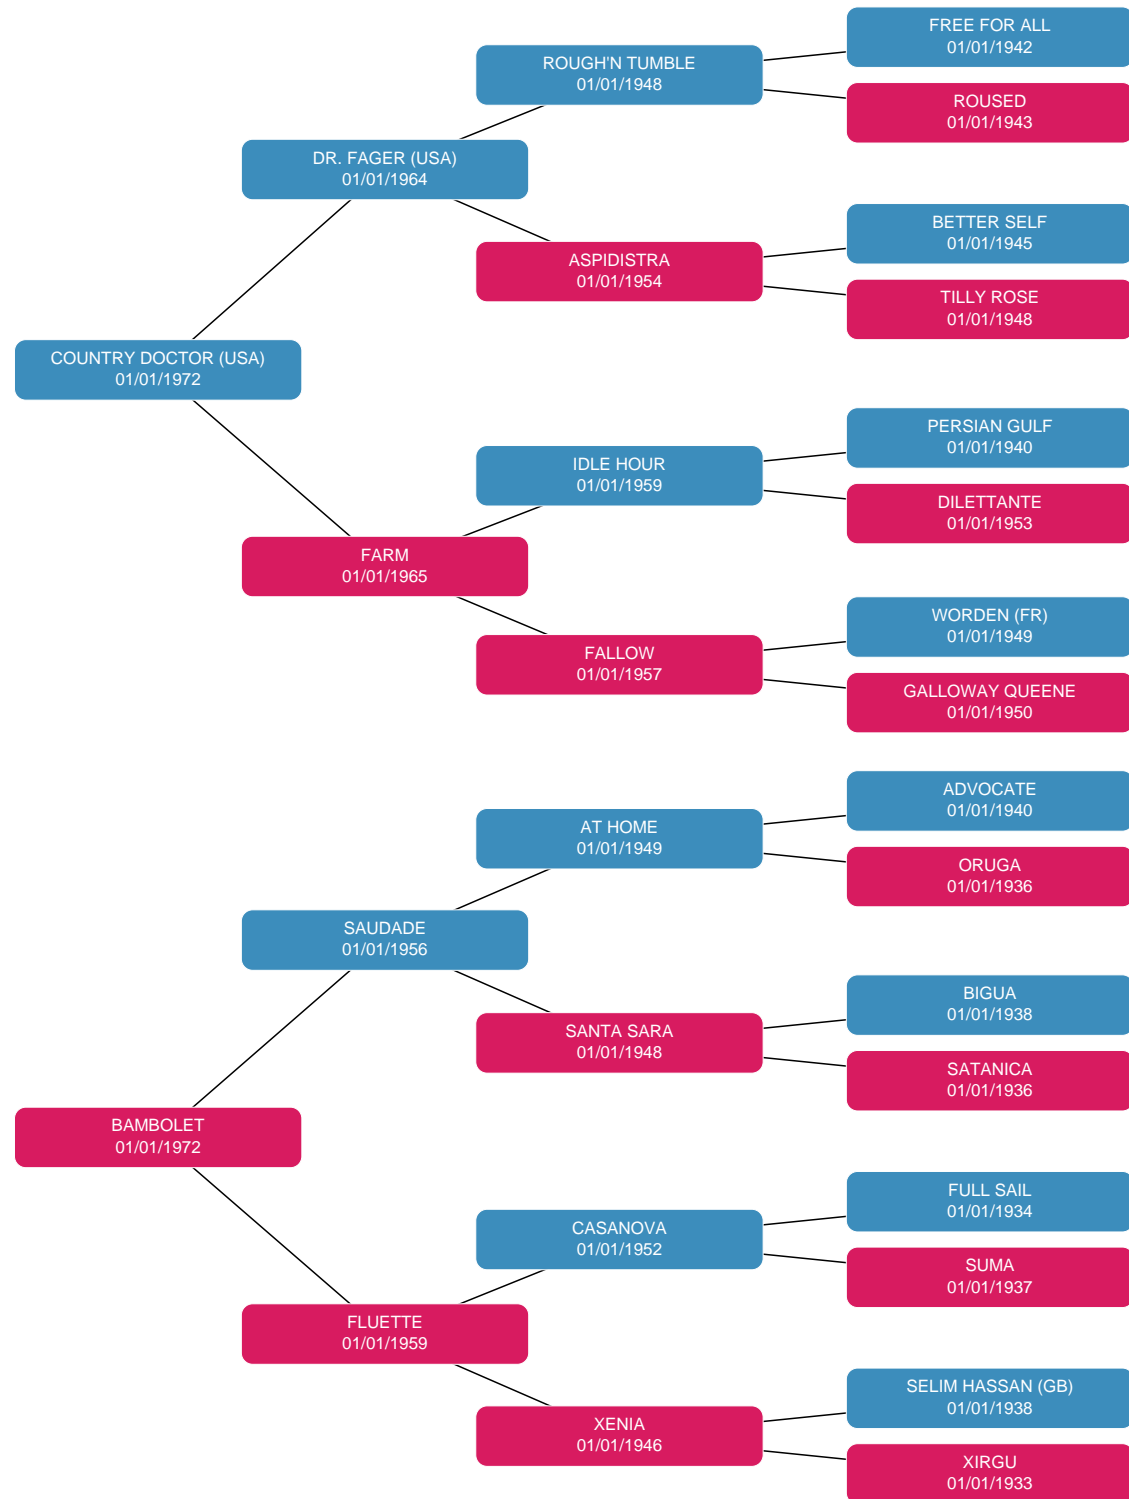 FREE FOR ALL
01/01/1942
ROUGH'N TUMBLE
01/01/1948
ROUSED
01/01/1943
DR. FAGER (USA)
01/01/1964
BETTER SELF
01/01/1945
ASPIDISTRA
01/01/1954
TILLY ROSE
01/01/1948
COUNTRY DOCTOR (USA)
01/01/1972
PERSIAN GULF
01/01/1940
IDLE HOUR
01/01/1959
DILETTANTE
01/01/1953
FARM
01/01/1965
WORDEN (FR)
01/01/1949
FALLOW
01/01/1957
GALLOWAY QUEENE
01/01/1950
ADVOCATE
01/01/1940
AT HOME
01/01/1949
ORUGA
01/01/1936
SAUDADE
01/01/1956
BIGUA
01/01/1938
SANTA SARA
01/01/1948
SATANICA
01/01/1936
BAMBOLET
01/01/1972
FULL SAIL
01/01/1934
CASANOVA
01/01/1952
SUMA
01/01/1937
FLUETTE
01/01/1959
SELIM HASSAN (GB)
01/01/1938
XENIA
01/01/1946
XIRGU
01/01/1933